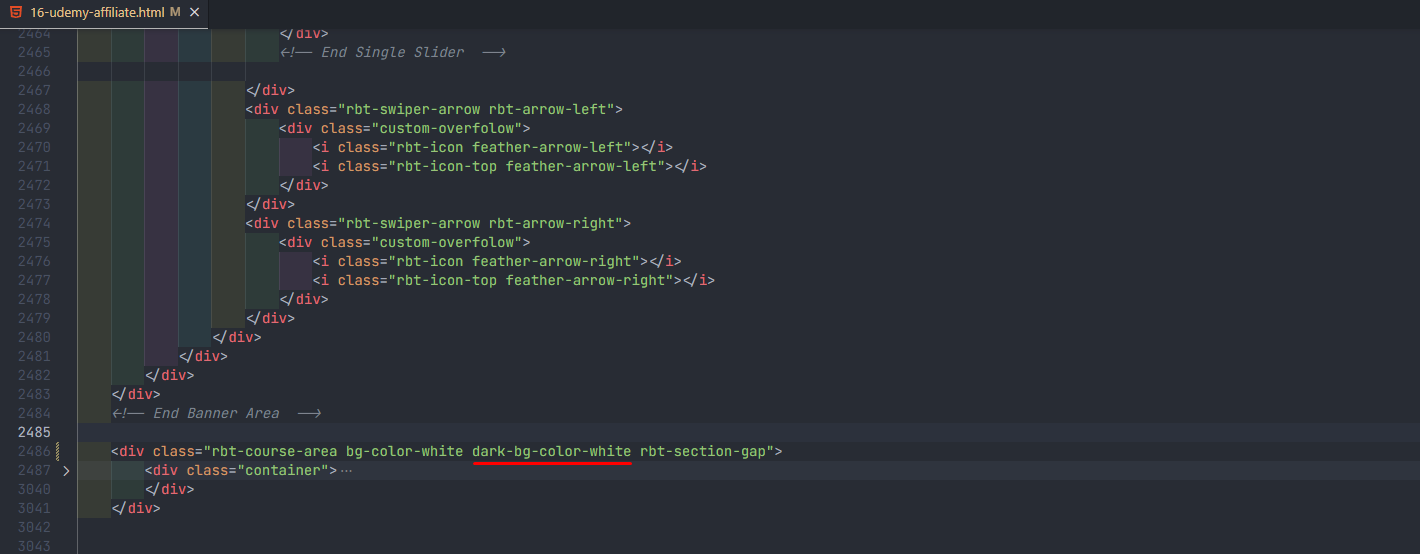 16-udemy-affiliate.html M ×
2464 </div>
2465 <!-- End Single Slider -->
2466
2467 </div>
2468 <div class="rbt-swiper-arrow rbt-arrow-left">
2469 <div class="custom-overfolow">
2470 <i class="rbt-icon feather-arrow-left"></i>
2471 <i class="rbt-icon-top feather-arrow-left"></i>
2472 </div>
2473 </div>
2474 <div class="rbt-swiper-arrow rbt-arrow-right">
2475 <div class="custom-overfolow">
2476 <i class="rbt-icon feather-arrow-right"></i>
2477 <i class="rbt-icon-top feather-arrow-right"></i>
2478 </div>
2479 </div>
2480 </div>
2481 </div>
2482 </div>
2483 </div>
2484 <!-- End Banner Area -->
2485
2486 <div class="rbt-course-area bg-color-white dark-bg-color-white rbt-section-gap">
2487 <div class="container"> ···
3040 </div>
3041 </div>
3042
3043